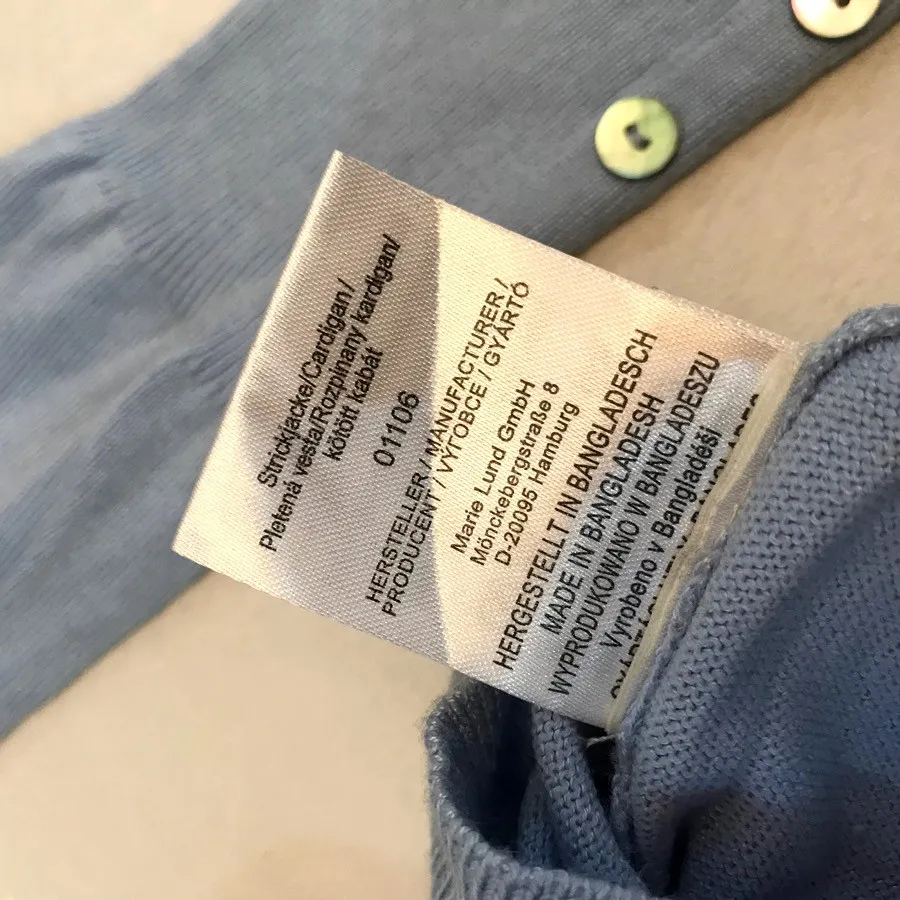 Strickjacke/Cardigan/
Pletená vesta/Rozpinany kardigan/
kötött kabát
01106
HERSTELLER / MANUFACTURER /
PRODUCENT / VÝTOBCE / GYÁRTÓ
Marie Lund GmbH
Mönckebergstraße 8
D-20095 Hamburg
HERGESTELLT IN BANGLADESCH
MADE IN BANGLADESH
WYPRODUKOWANO W BANGLADESZU
Vyrobeno v Bangladéši